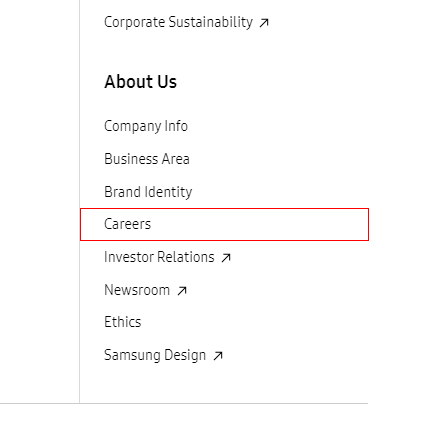 Corporate Sustainability
About Us
Company Info
Business Area
Brand Identity
Careers
Investor Relations
Newsroom
Ethics
Samsung Design